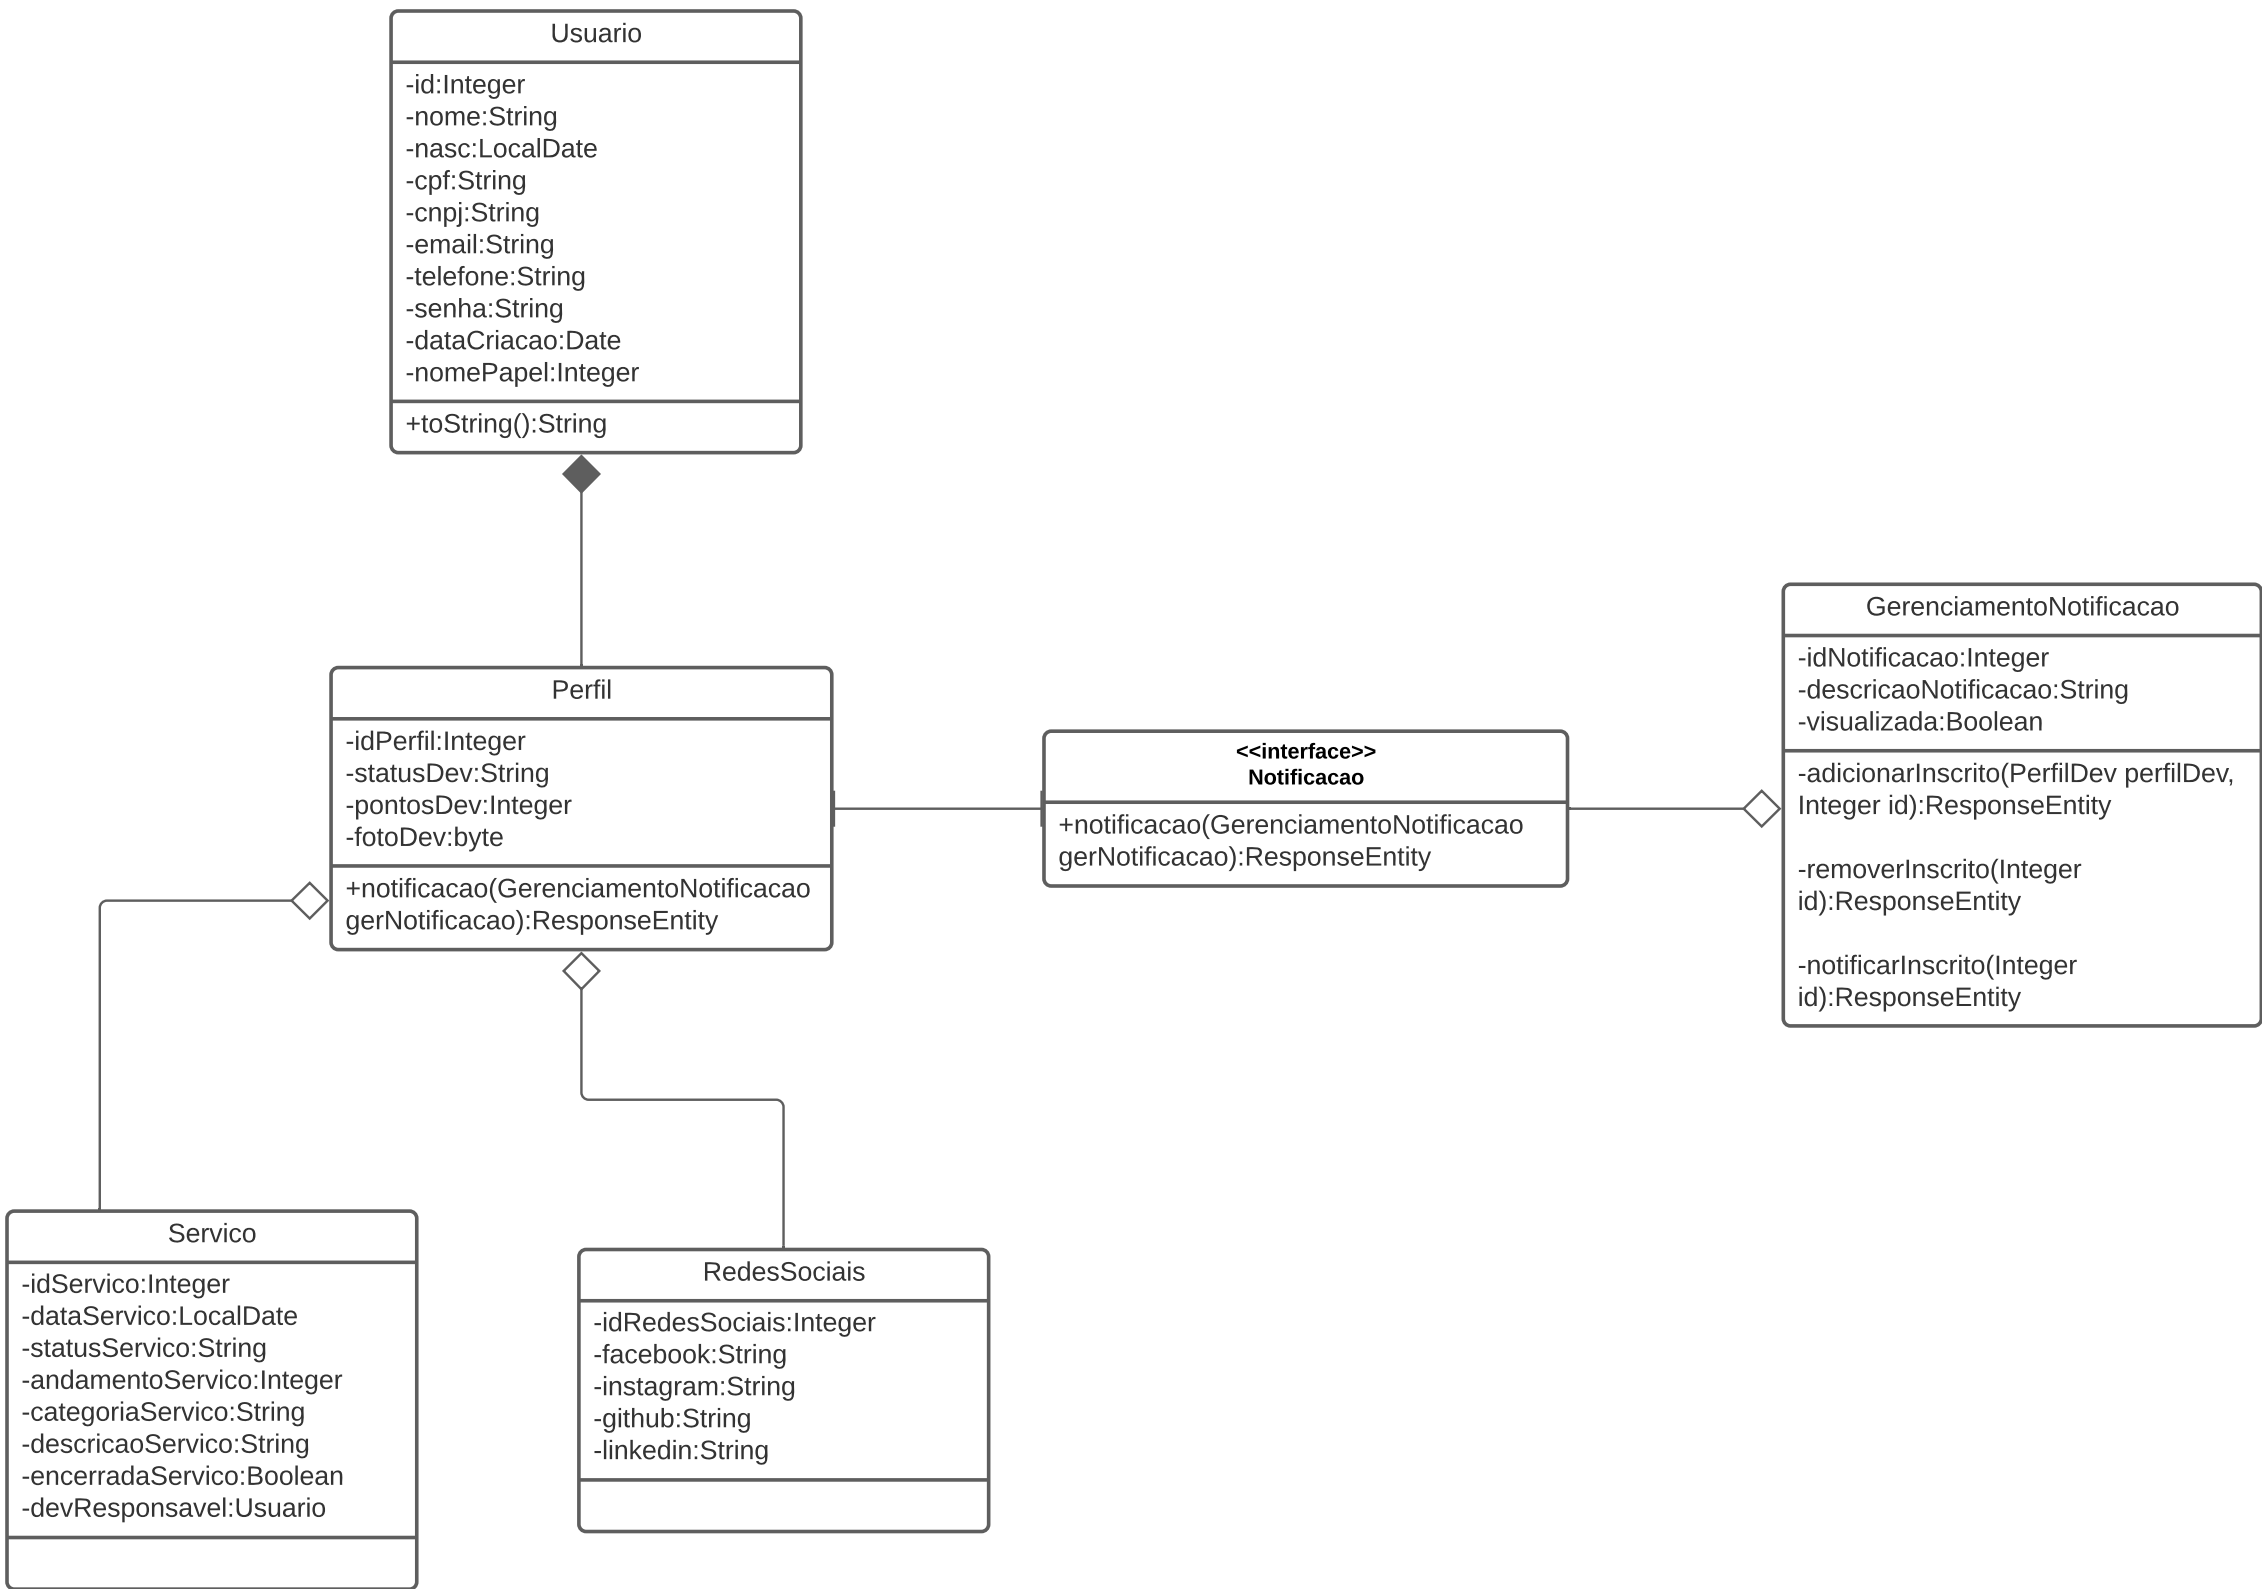 Usuario
-id:Integer
-nome:String
-nasc:LocalDate
-cpf:String
-cnpj:String
-email:String
-telefone:String
-senha:String
-dataCriacao:Date
-nomePapel:Integer
+toString():String
Perfil
-idPerfil:Integer
-statusDev:String
-pontosDev:Integer
-fotoDev:byte
+notificacao(GerenciamentoNotificacao
gerNotificacao):ResponseEntity
<<interface>>
Notificacao
+notificacao(GerenciamentoNotificacao
gerNotificacao):ResponseEntity
GerenciamentoNotificacao
-idNotificacao:Integer
-descricaoNotificacao:String
-visualizada:Boolean
-adicionarInscrito(PerfilDev perfilDev,
Integer id):ResponseEntity
-removerInscrito(Integer
id):ResponseEntity
-notificarInscrito(Integer
id):ResponseEntity
Servico
-idServico:Integer
-dataServico:LocalDate
-statusServico:String
-andamentoServico:Integer
-categoriaServico:String
-descricaoServico:String
-encerradaServico:Boolean
-devResponsavel:Usuario
RedesSociais
-idRedesSociais:Integer
-facebook:String
-instagram:String
-github:String
-linkedin:String